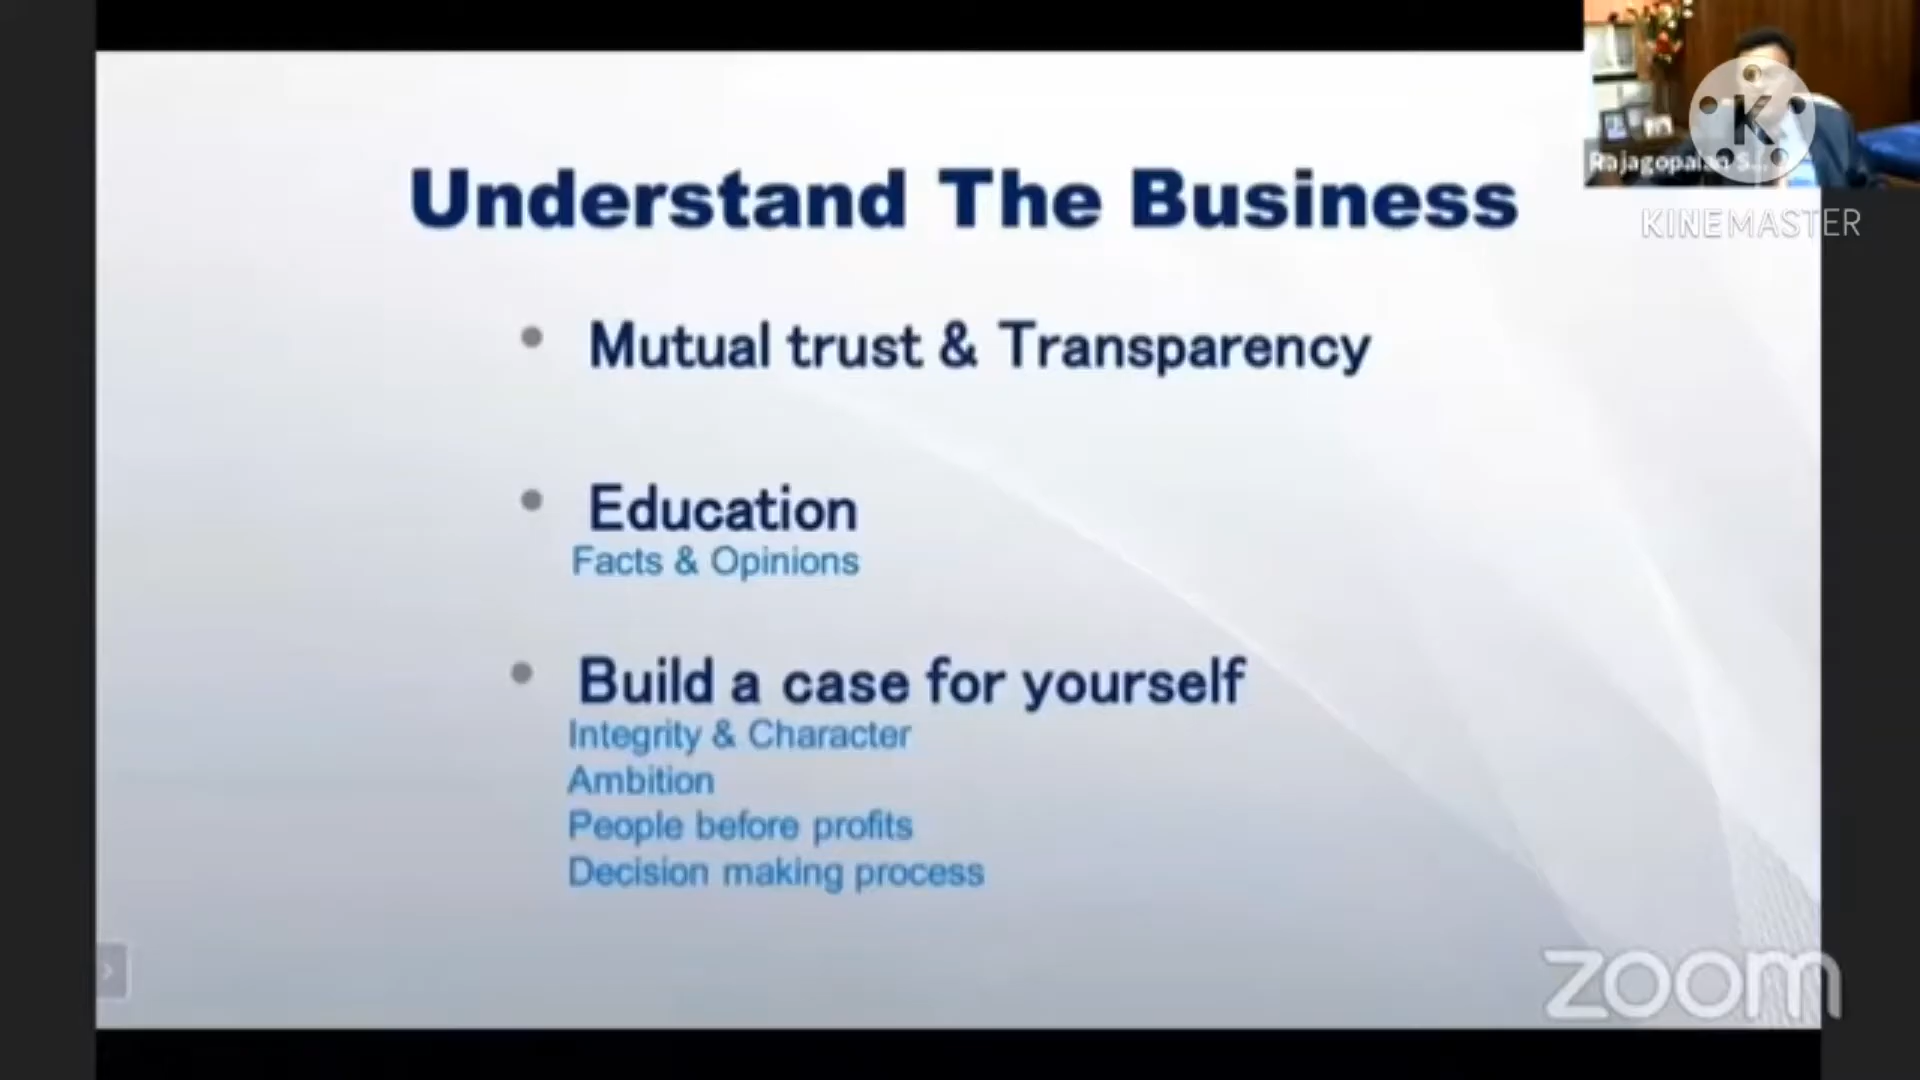 Understand The Business
Rajagopalan S...
K
KINEMASTER
• Mutual trust & Transparency
• Education
Facts & Opinions
• Build a case for yourself
Integrity & Character
Ambition
People before profits
Decision making process
zoom